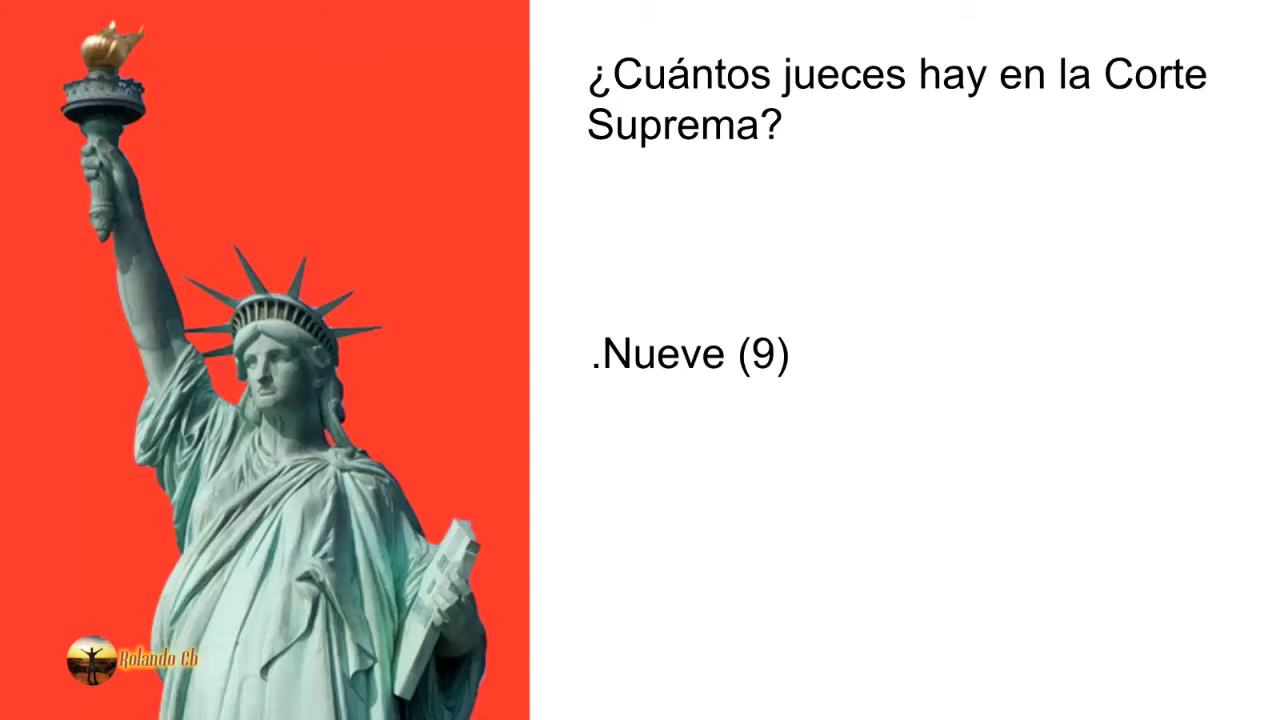 ¿Cuántos jueces hay en la Corte
Suprema?
.Nueve (9)
Rolando Cb